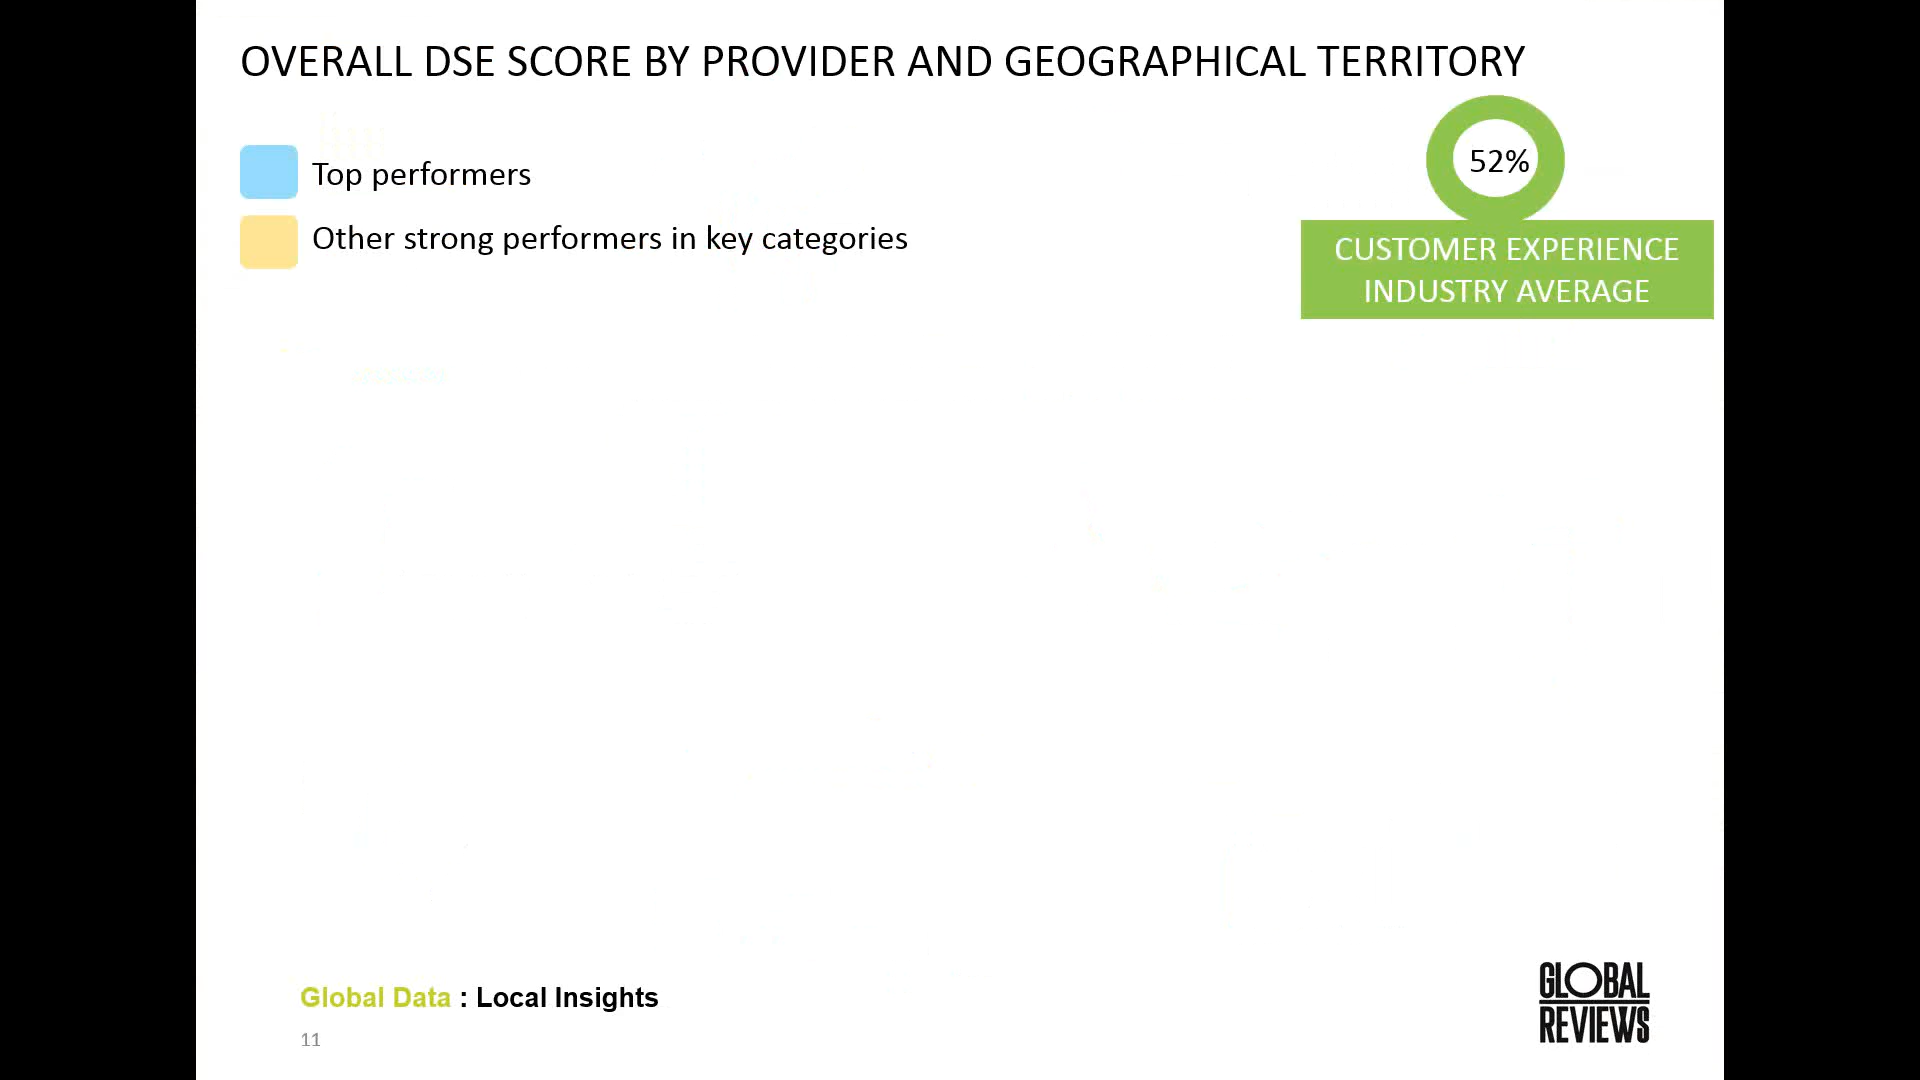 OVERALL DSE SCORE BY PROVIDER AND GEOGRAPHICAL TERRITORY
Top performers
Other strong performers in key categories
52%
CUSTOMER EXPERIENCE
INDUSTRY AVERAGE
Global Data : Local Insights
11
GLOBAL
REVIEWS